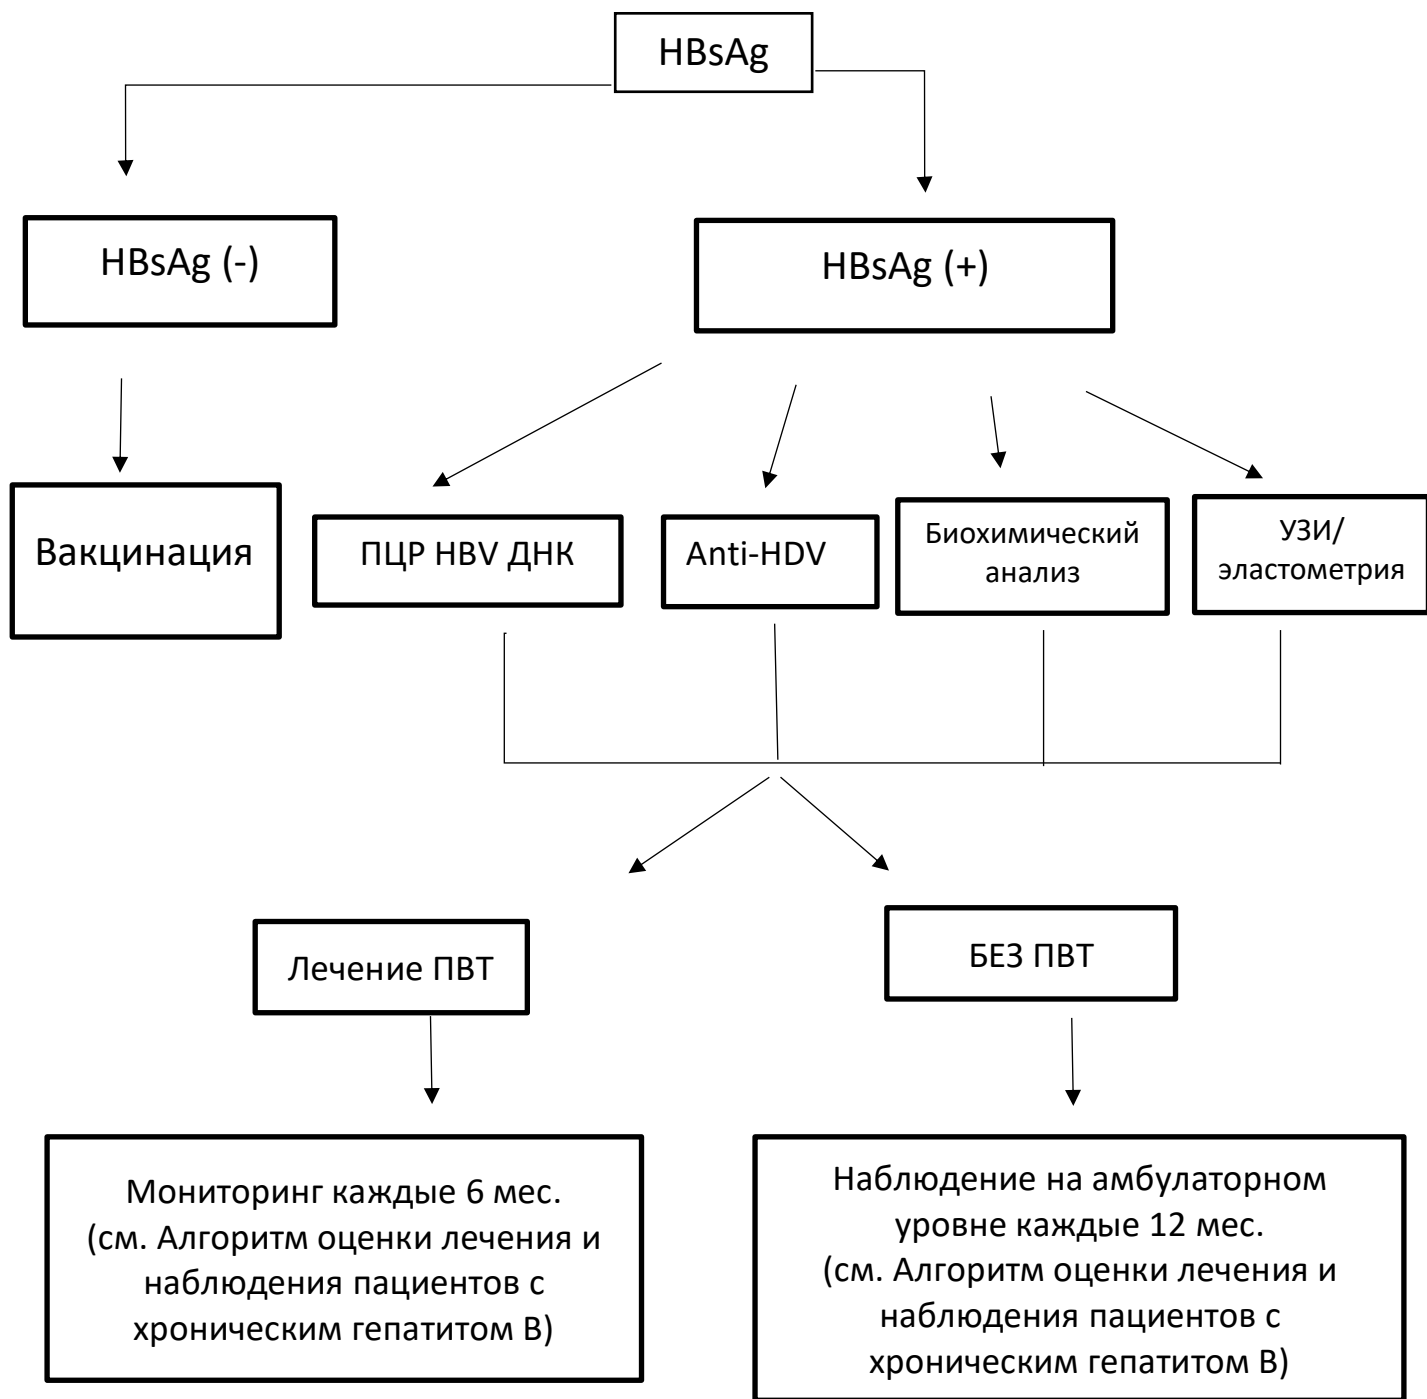 HBsAg
HBsAg (-)
HBsAg (+)
Вакцинация
ПЦР HBV ДНК
Anti-HDV
Биохимический
анализ
УЗИ/
эластометрия
Лечение ПВТ
БЕЗ ПВТ
Мониторинг каждые 6 мес.
(см. Алгоритм оценки лечения и
наблюдения пациентов с
хроническим гепатитом В)
Наблюдение на амбулаторном
уровне каждые 12 мес.
(см. Алгоритм оценки лечения и
наблюдения пациентов с
хроническим гепатитом В)